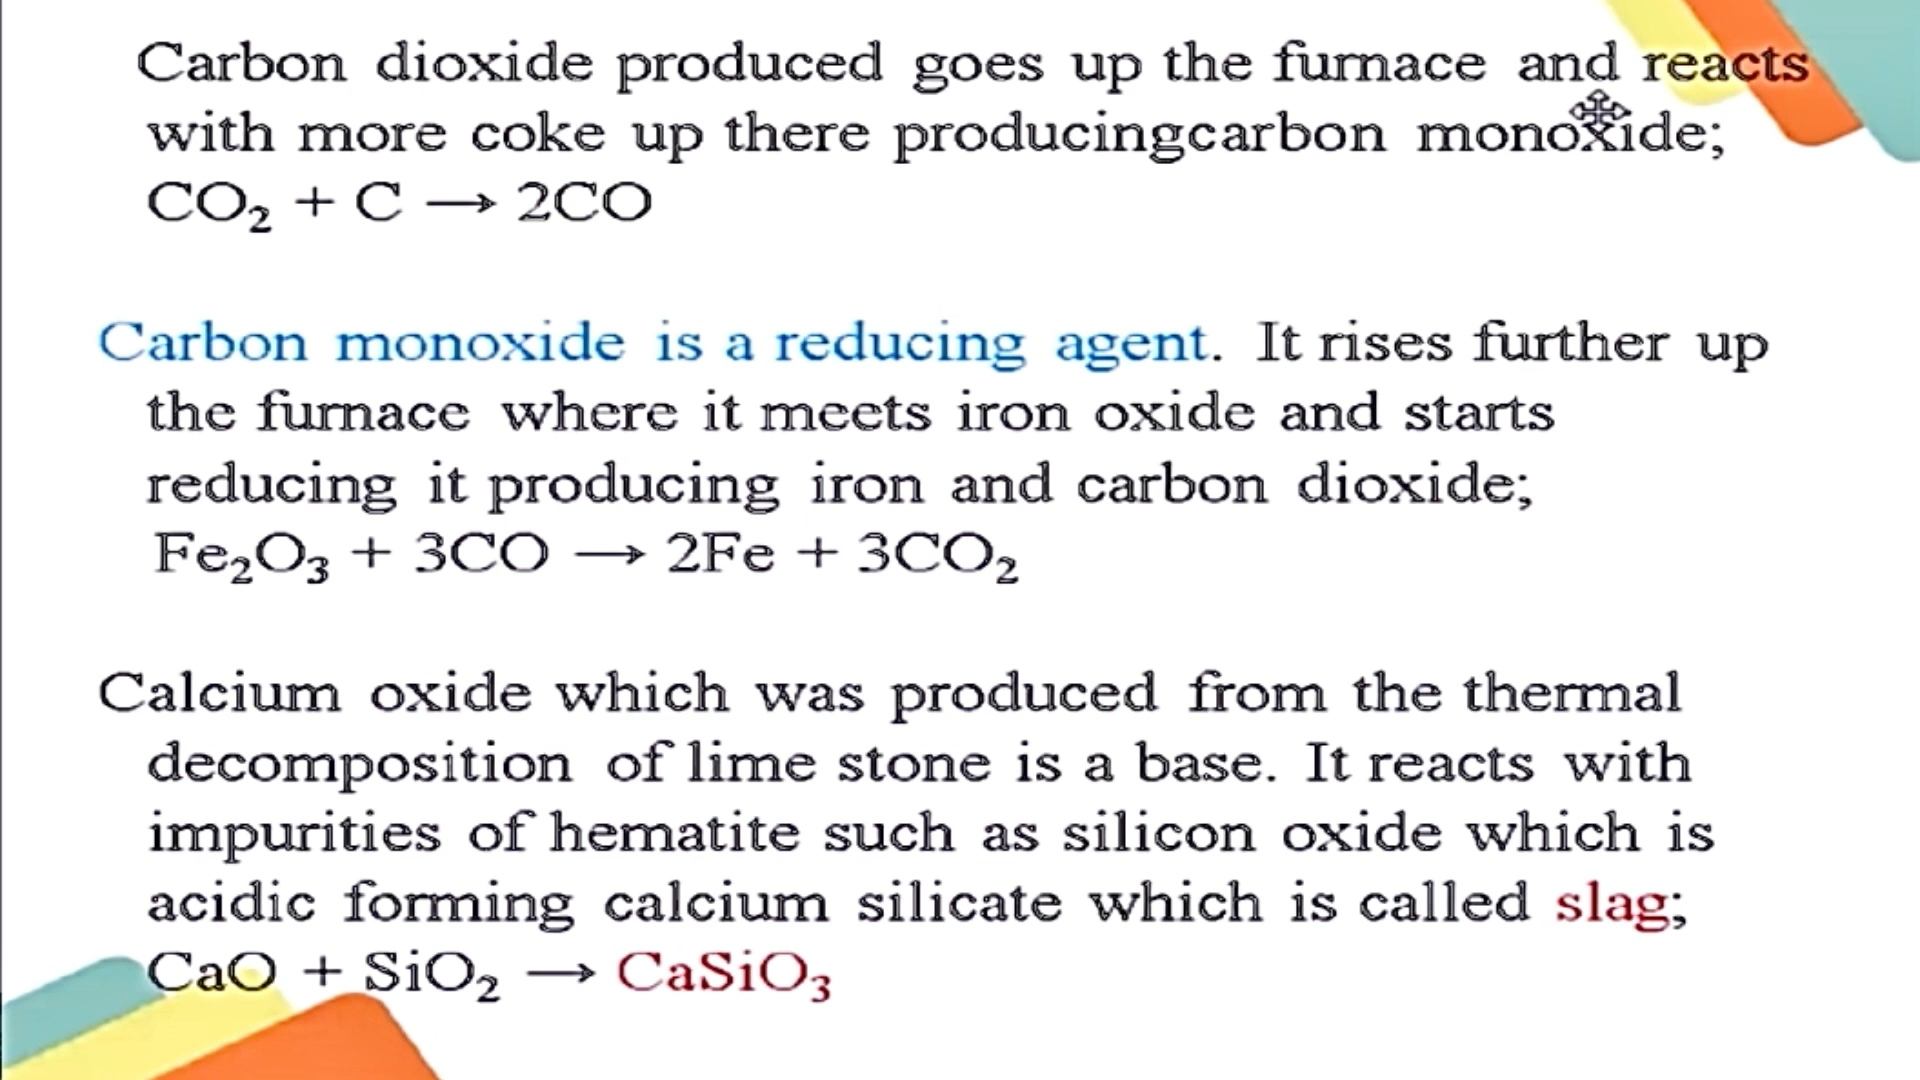 Carbon dioxide produced goes up the furnace and reacts
with more coke up there producingcarbon monoxide;
CO₂ + C → 2CO
Carbon monoxide is a reducing agent. It rises further up
the furnace where it meets iron oxide and starts
reducing it producing iron and carbon dioxide;
Fe₂O₃ + 3CO → 2Fe + 3CO₂
Calcium oxide which was produced from the thermal
decomposition of lime stone is a base. It reacts with
impurities of hematite such as silicon oxide which is
acidic forming calcium silicate which is called slag;
CaO + SiO₂ → CaSiO₃